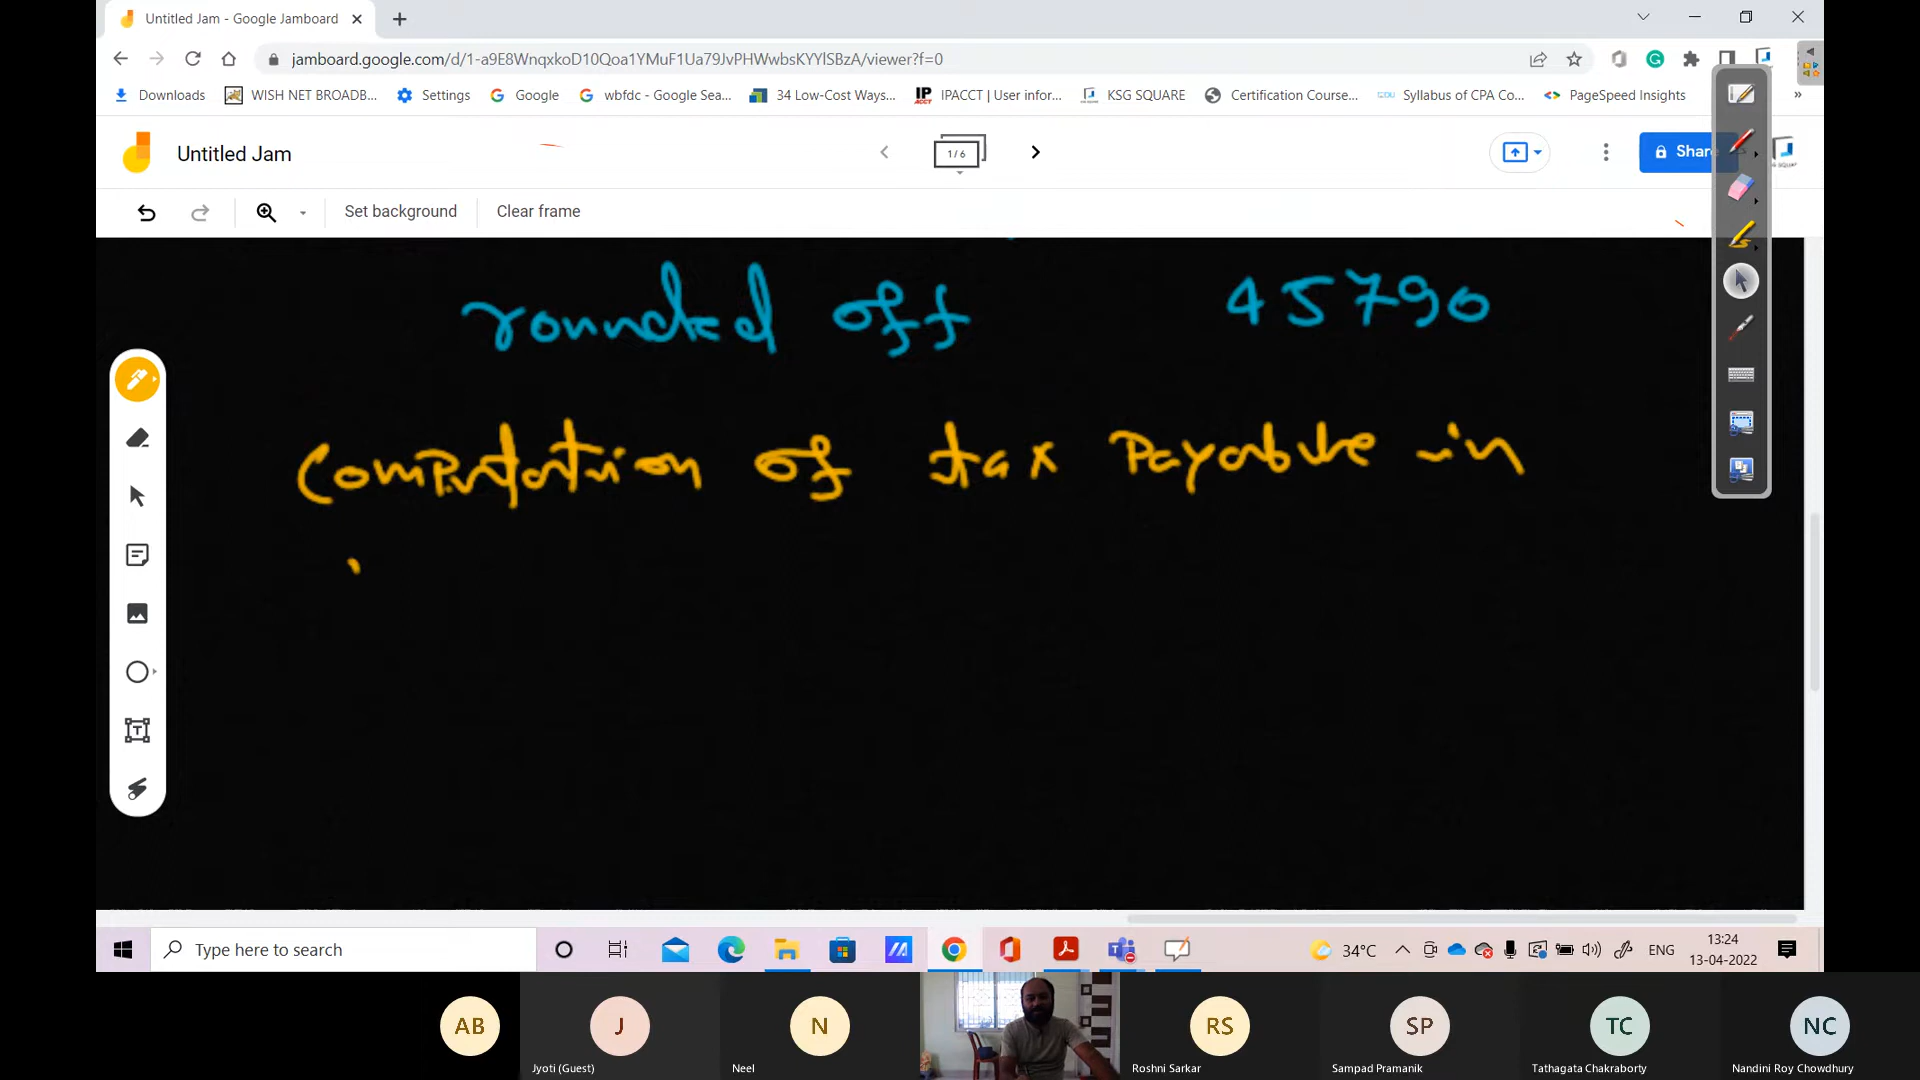 Untitled Jam - Google Jamboard
jamboard.google.com/d/1-a9E8WnqxkoD10Qoa1YMuF1Ua79JvPHWwbsKYYlSBzA/viewer?f=0
Downloads WISH NET BROADB... Settings Google wbfdc - Google Sea... 34 Low-Cost Ways... IPACCT | User infor... KSG SQUARE Certification Course... Syllabus of CPA Co... PageSpeed Insights »
Untitled Jam 1/6 Share
Set background Clear frame
rounded off 45790
Computation of tax Payable in
Type here to search 34°C ENG 13:24
13-04-2022
AB J N RS SP TC NC
Jyoti (Guest) Neel Roshni Sarkar Sampad Pramanik Tathagata Chakraborty Nandini Roy Chowdhury